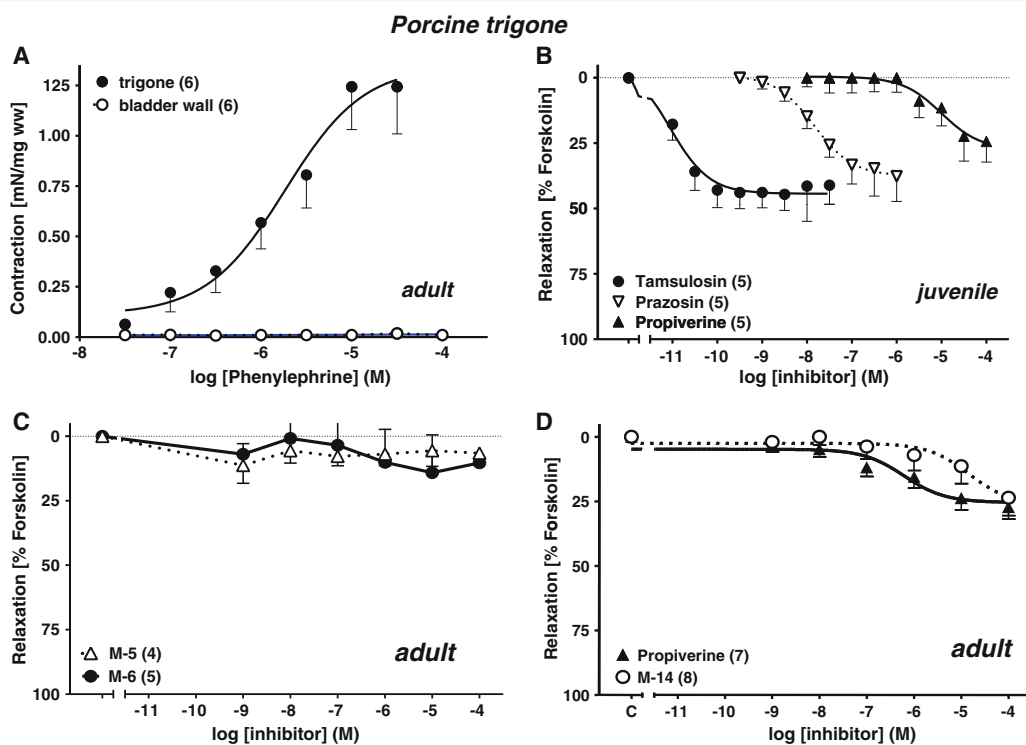 Porcine trigone
A
Contraction [mN/mg ww]
1.25
1.00
0.75
0.50
0.25
0.00
trigone (6)
bladder wall (6)
adult
-8 -7 -6 -5 -4
log [Phenylephrine] (M)
B
Relaxation [% Forskolin]
0
25
50
75
100
Tamsulosin (5)
Prazosin (5)
Propiverine (5)
juvenile
-11 -10 -9 -8 -7 -6 -5 -4
log [inhibitor] (M)
C
Relaxation [% Forskolin]
0
25
50
75
100
M-5 (4)
M-6 (5)
adult
-11 -10 -9 -8 -7 -6 -5 -4
log [inhibitor] (M)
D
Relaxation [% Forskolin]
0
25
50
75
100
Propiverine (7)
M-14 (8)
adult
C -11 -10 -9 -8 -7 -6 -5 -4
log [inhibitor] (M)